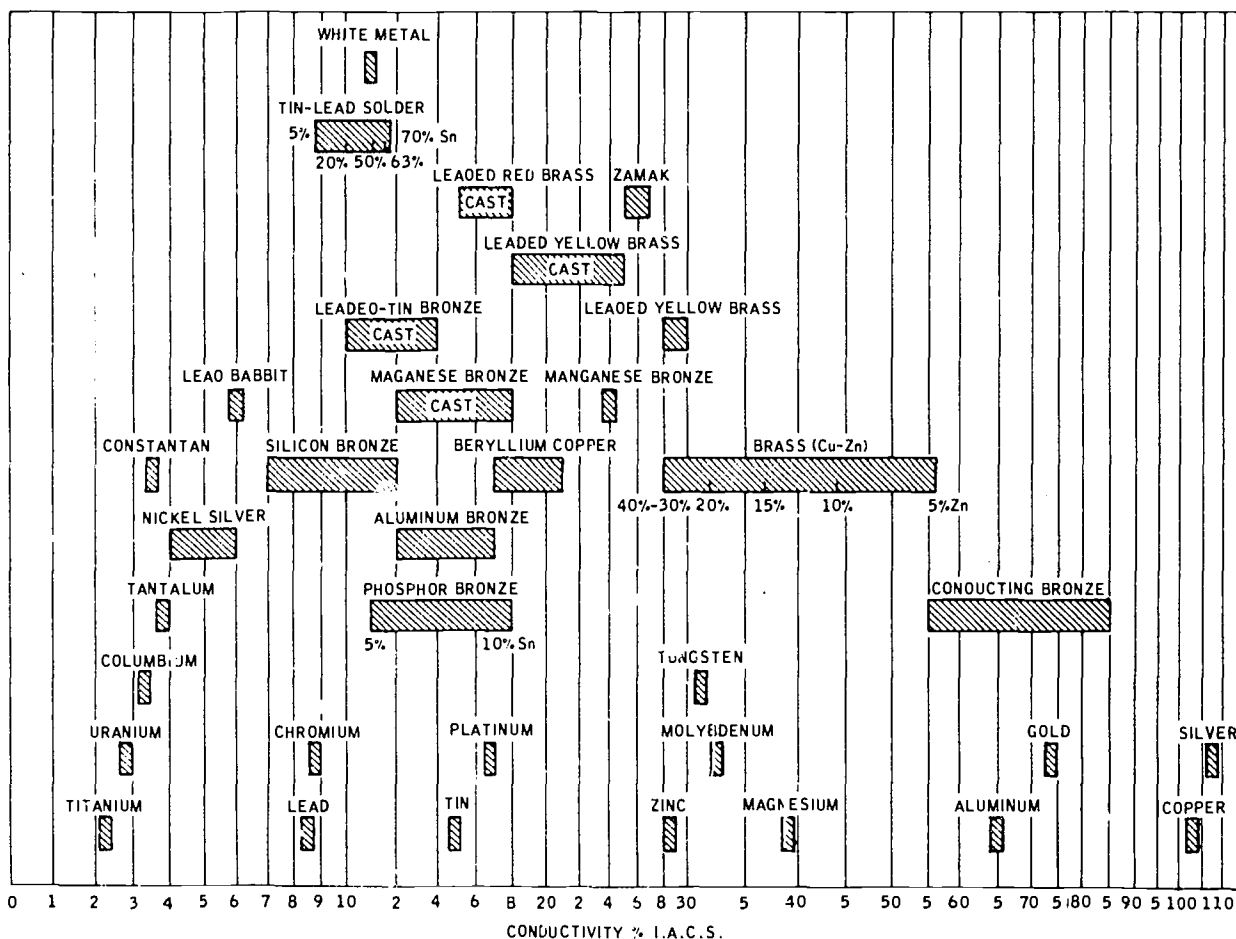 WHITE METAL
TIN-LEAD SOLDER
5% 70% Sn
20% 50% 63%
LEAOED RED BRASS ZAMAK
CAST
LEADED YELLOW BRASS
CAST
LEADEO-TIN BRONZE LEAOED YELLOW BRASS
CAST
LEAO BABBIT MAGANESE BRONZE MANGANESE BRONZE
CAST
CONSTANTAN SILICON BRONZE BERYLLIUM COPPER BRASS (Cu-Zn)
40%-30% 20% 15% 10% 5%Zn
NICKEL SILVER ALUMINUM BRONZE
TANTALUM PHOSPHOR BRONZE CONOUCTING BRONZE
5% 10%Sn
COLUMBIUM TUNGSTEN
URANIUM CHROMIUM PLATINUM MOLYBDENUM GOLD SILVER
TITANIUM LEAD TIN ZINC MAGNESIUM ALUMINUM COPPER
0 1 2 3 4 5 6 7 8 9 10 2 4 6 8 20 2 4 6 8 30 5 40 5 50 5 60 5 70 5 80 5 90 5 100 5 110
CONDUCTIVITY % I.A.C.S.